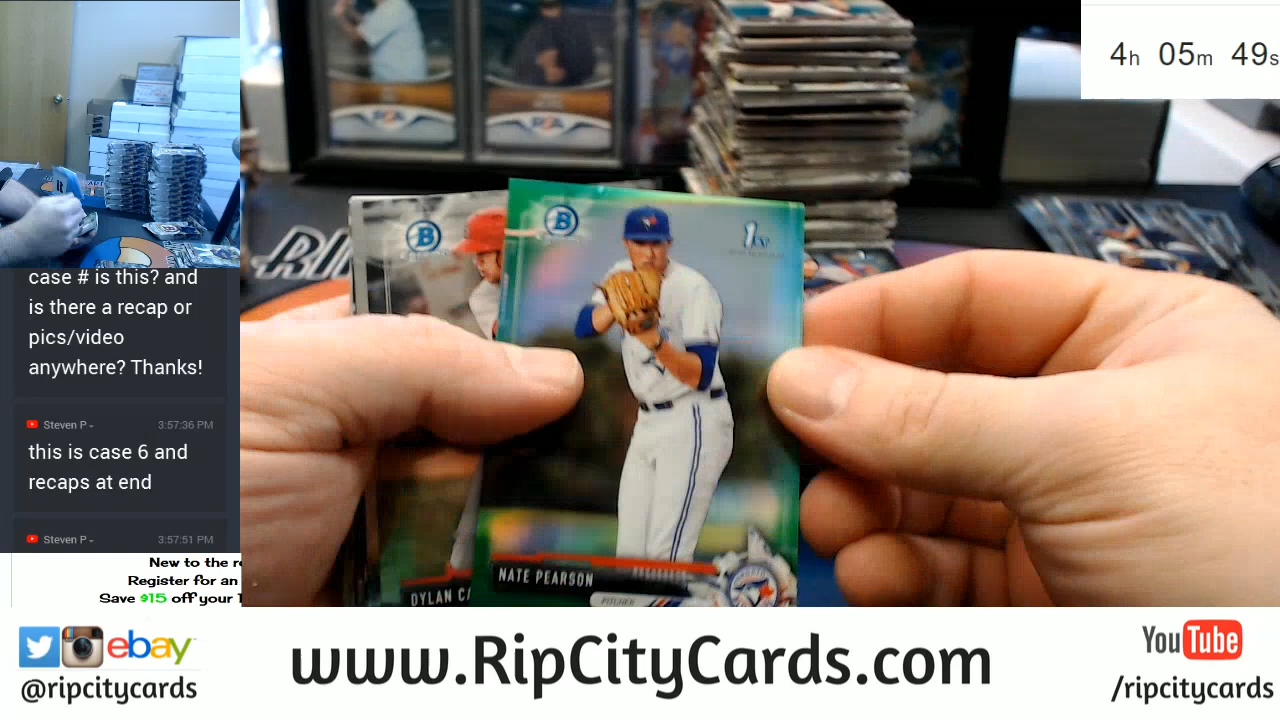 4h 05m 49s
case # is this? and
is there a recap or
pics/video
anywhere? Thanks!
Steven P
3:57:36 PM
this is case 6 and
recaps at end
Steven P
3:57:51 PM
New to the
Register for an
Save $15 off your
B
B
1st
DYLAN
NATE PEARSON
PITCHER
ebay
@ripcitycards
www.RipCityCards.com
YouTube
/ripcitycards